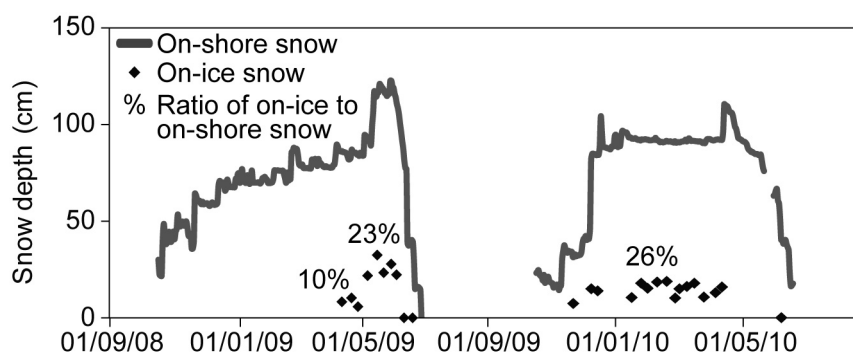 150
100
50
0
Snow depth (cm)
On-shore snow
On-ice snow
% Ratio of on-ice to
on-shore snow
10%
23%
26%
01/09/08 01/01/09 01/05/09 01/09/09 01/01/10 01/05/10